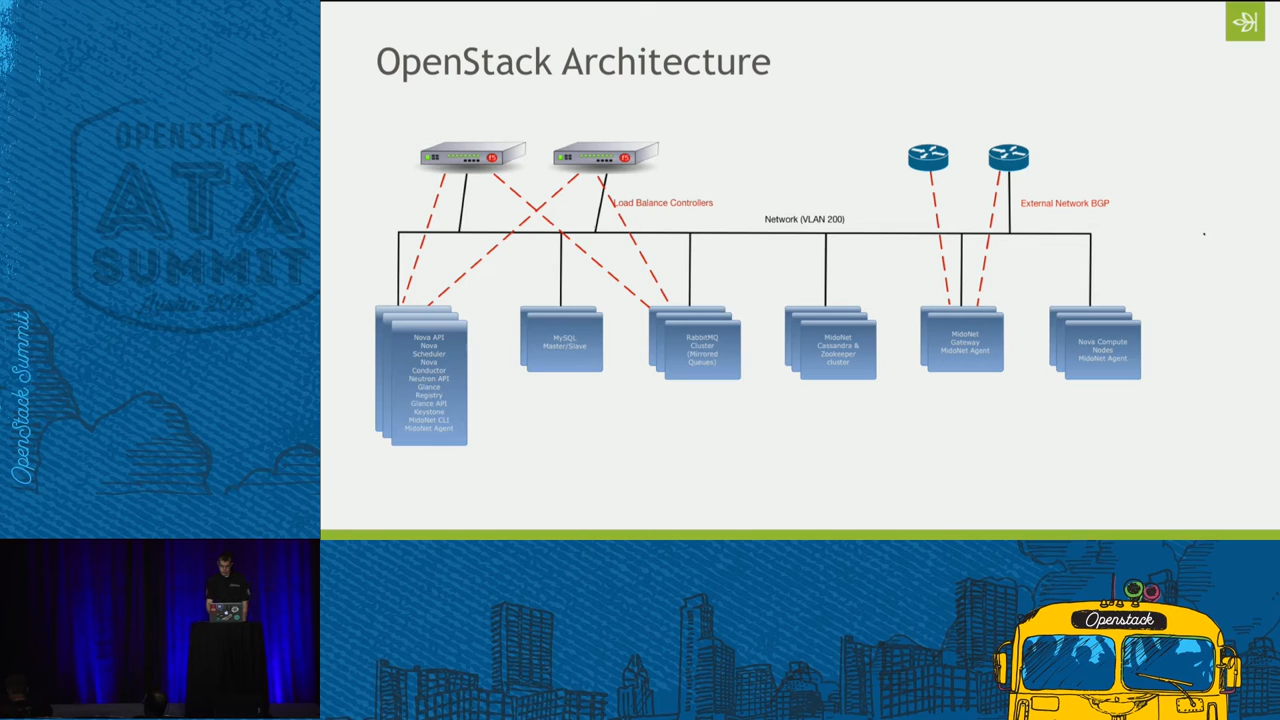 OpenStack Architecture
Load Balance Controllers
External Network BGP
Network (VLAN 200)
Nova API
Nova
Scheduler
Nova
Conductor
Neutron API
Glance
Registry
Glance API
Keystone
MidoNet CLI
MidoNet Agent
MySQL
Master/Slave
RabbitMQ
Cluster
(Mirrored
Queues)
MidoNet
Cassandra &
Zookeeper
cluster
MidoNet
Gateway
MidoNet Agent
Nova Compute
Nodes
MidoNet Agent
OPENSTACK
ATX
SUMMIT
OpenStack Summit
Openstack